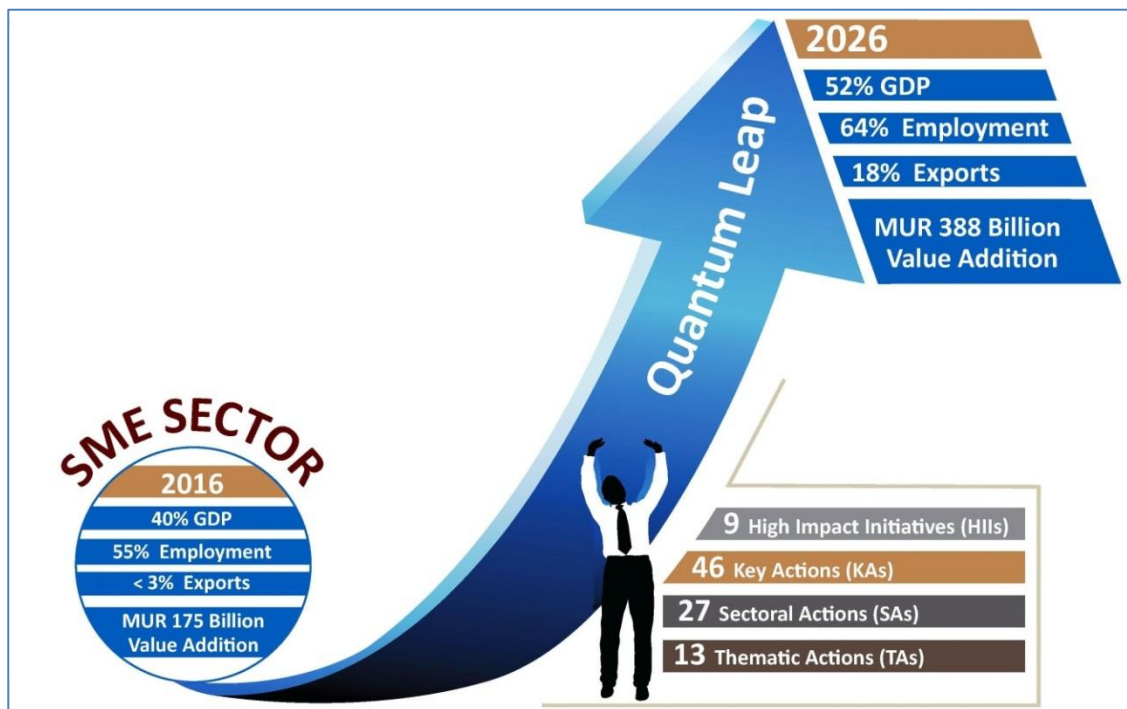 SME SECTOR
2016
40% GDP
55% Employment
< 3% Exports
MUR 175 Billion
Value Addition
Quantum Leap
2026
52% GDP
64% Employment
18% Exports
MUR 388 Billion
Value Addition
9 High Impact Initiatives (HIIs)
46 Key Actions (KAs)
27 Sectoral Actions (SAs)
13 Thematic Actions (TAs)